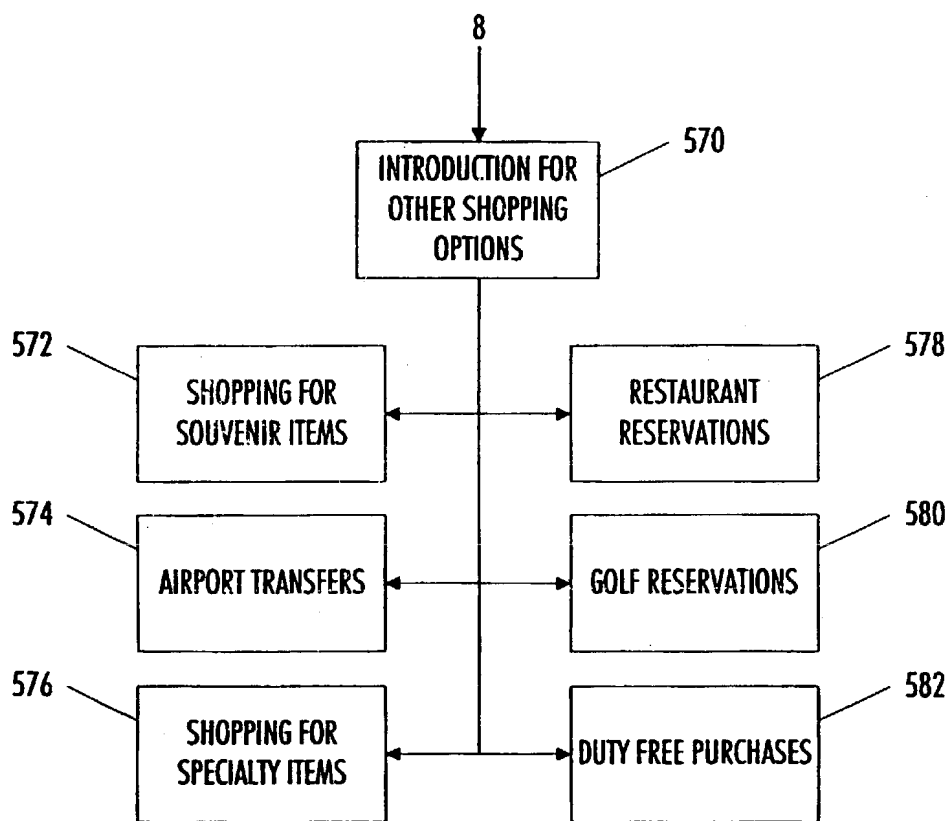 8
570
INTRODUCTION FOR
OTHER SHOPPING
OPTIONS
572
SHOPPING FOR
SOUVENIR ITEMS
578
RESTAURANT
RESERVATIONS
574
AIRPORT TRANSFERS
580
GOLF RESERVATIONS
576
SHOPPING FOR
SPECIALTY ITEMS
582
DUTY FREE PURCHASES